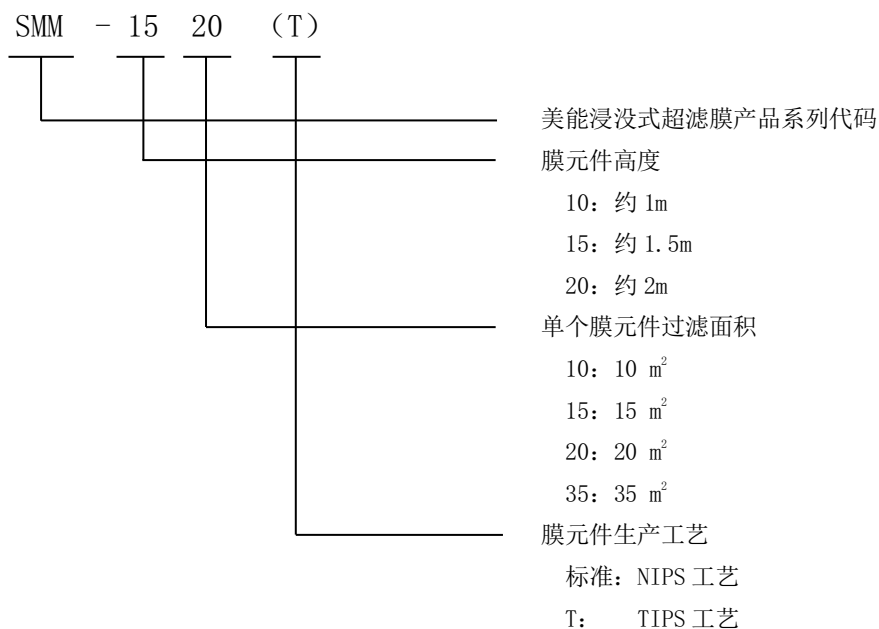 SMM - 15 20 （T）
美能浸没式超滤膜产品系列代码
膜元件高度
10：约 1m
15：约 1.5m
20：约 2m
单个膜元件过滤面积
10：10 m²
15：15 m²
20：20 m²
35：35 m²
膜元件生产工艺
标准：NIPS 工艺
T： TIPS 工艺